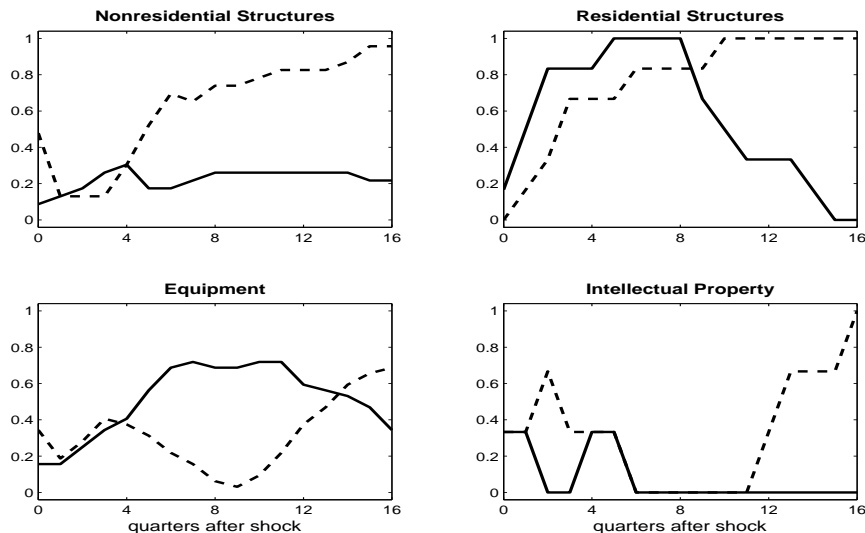 Nonresidential Structures
1
0.8
0.6
0.4
0.2
0
0 4 8 12 16
Residential Structures
1
0.8
0.6
0.4
0.2
0
0 4 8 12 16
Equipment
1
0.8
0.6
0.4
0.2
0
0 4 8 12 16
quarters after shock
Intellectual Property
1
0.8
0.6
0.4
0.2
0
0 4 8 12 16
quarters after shock